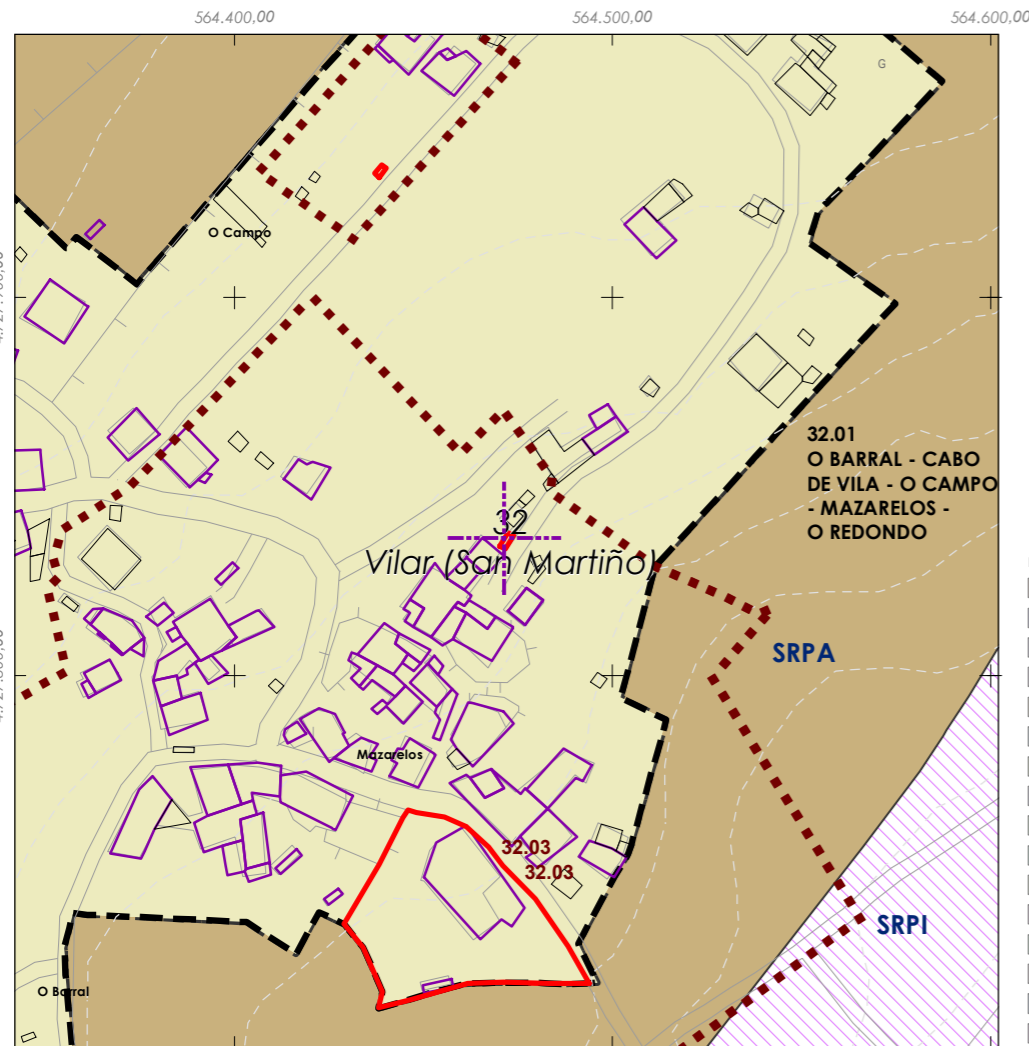 564.400,00
564.500,00
564.600,00
G
O Campo
32.01
O BARRAL - CABO
DE VILA - O CAMPO
- MAZARELOS -
O REDONDO
32
Vilar (San Martiño)
SRPA
Mazarelos
32.03
32.03
SRPI
O Barral